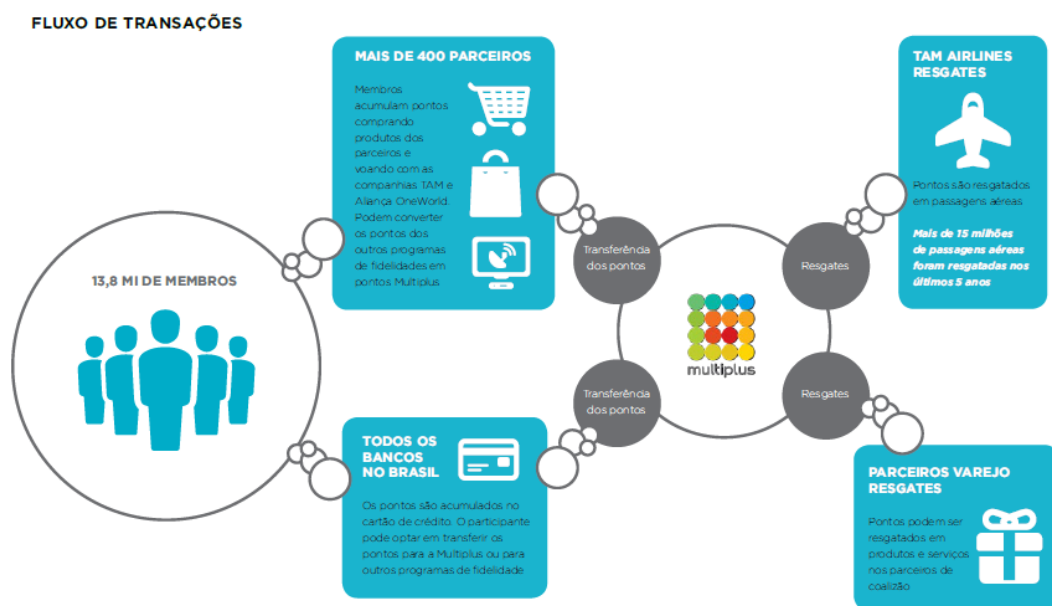 FLUXO DE TRANSAÇÕES
13,8 MI DE MEMBROS
MAIS DE 400 PARCEIROS
Membros
acumulam pontos
comprando
produtos dos
parceiros e
voando com as
companhias TAM e
Aliança OneWorld.
Podem converter
os pontos dos
outros programas
de fidelidades em
pontos Multiplus
TODOS OS
BANCOS
NO BRASIL
Os pontos são acumulados no
cartão de crédito. O participante
pode optar em transferir os
pontos para a Multiplus ou para
outros programas de fidelidade
Transferência
dos pontos
Transferência
dos pontos
multiplus
Resgates
Resgates
TAM AIRLINES
RESGATES
Pontos são resgatados
em passagens aéreas
Mais de 15 milhões
de passagens aéreas
foram resgatadas nos
últimos 5 anos
PARCEIROS VAREJO
RESGATES
Pontos podem ser
resgatados em
produtos e serviços
nos parceiros de
coalizão